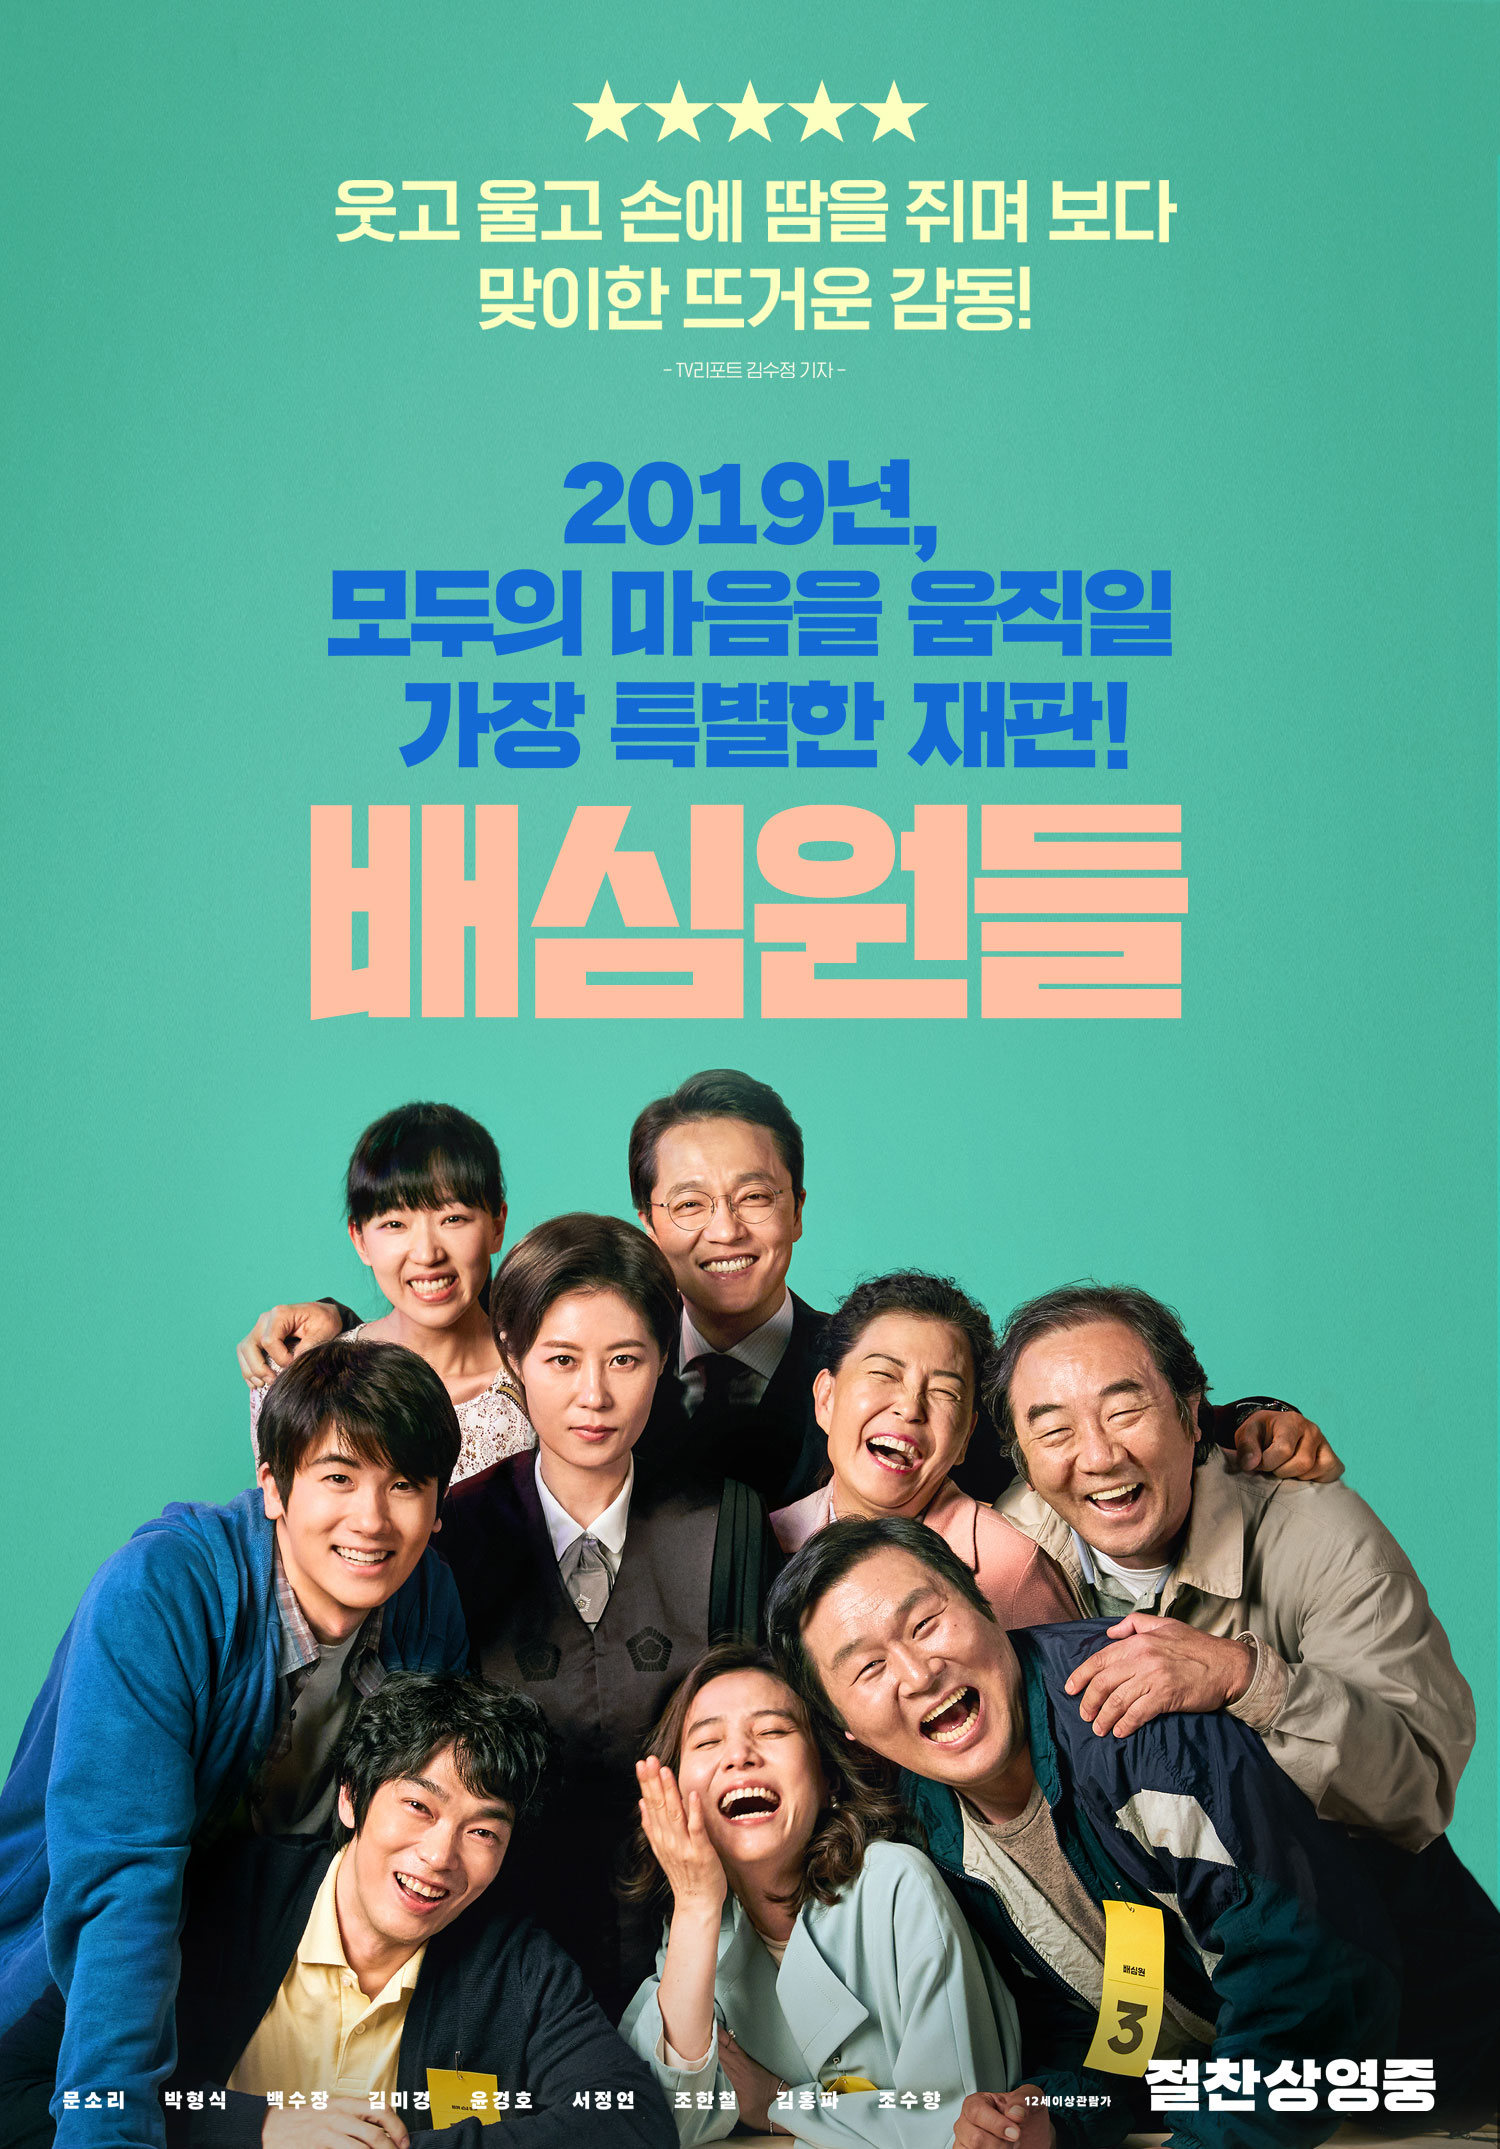 ★★★★★
웃고 울고 손에 땀을 쥐며 보다
맞이한 뜨거운 감동!
– TV리포트 김수정 기자 –
2019년,
모두의 마음을 움직일
가장 특별한 재판!
배심원들
배심원
3
문소리 박형식 백수장 김미경 윤경호 서정연 조한철 김홍파 조수향 12세이상관람가 절찬상영중